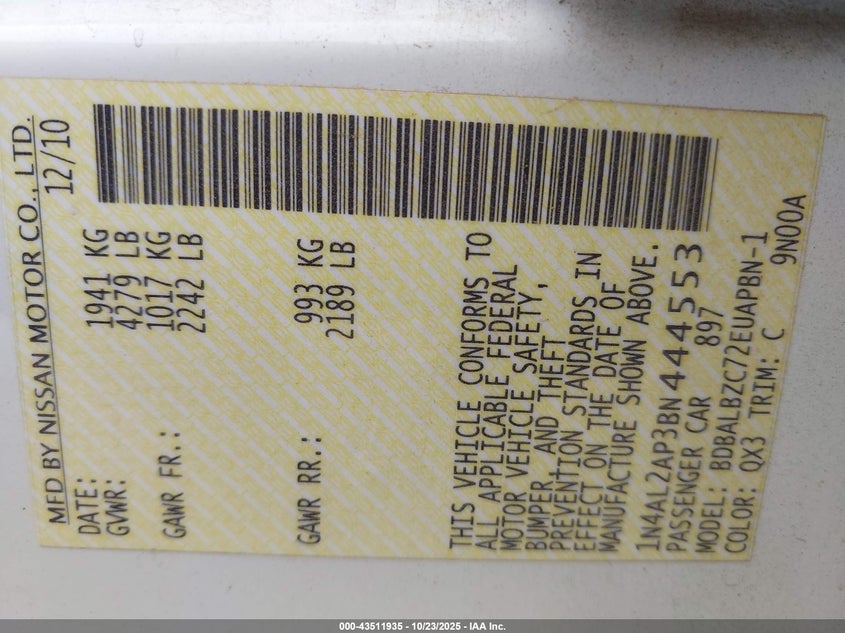 MFD BY NISSAN MOTOR CO., LTD.
DATE: 12/10
GVWR: 1941 KG
4279 LB
GAWR FR.: 1017 KG
2242 LB
GAWR RR.: 993 KG
2189 LB
THIS VEHICLE CONFORMS TO
ALL APPLICABLE FEDERAL
MOTOR VEHICLE SAFETY,
BUMPER AND THEFT
PREVENTION STANDARDS IN
EFFECT ON THE DATE OF
MANUFACTURE SHOWN ABOVE.
1N4AL2AP3BN444553
PASSENGER CAR 897
MODEL: BDBALBZC72EUAPBN-1
COLOR: QX3 TRIM: C 9N00A
000-43511935 - 10/23/2025 - IAA Inc.